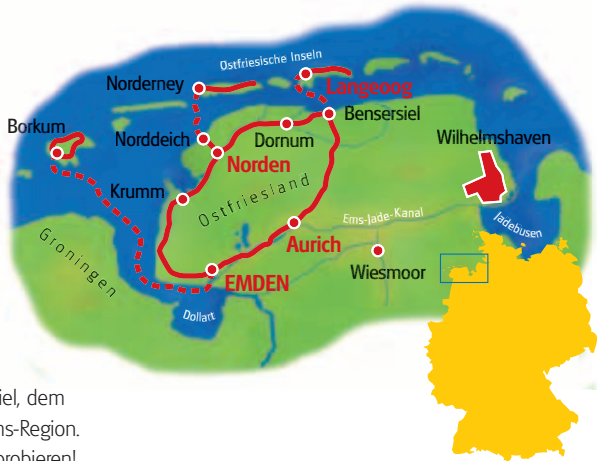 Ostfriesische Inseln
Norderney
Langeoog
Borkum
Bensersiel
Norddeich
Dornum
Wilhelmshaven
Norden
Krumm
Ostfriesland
Ems-Jade-Kanal
Jadebusen
Groningen
Aurich
Wiesmoor
EMDEN
Dollart
iel, dem
ns-Region.
probieren!